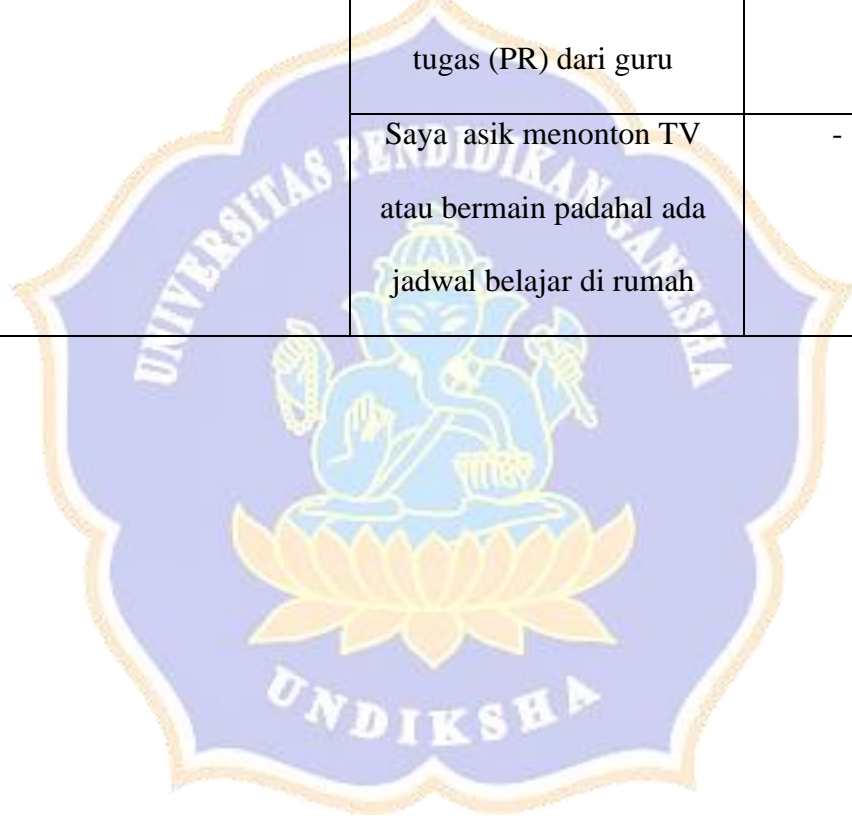 tugas (PR) dari guru
Saya asik menonton TV -
atau bermain padahal ada
jadwal belajar di rumah
UNIVERSITAS PENDIDIKAN GANESHA
UNDIKSHA